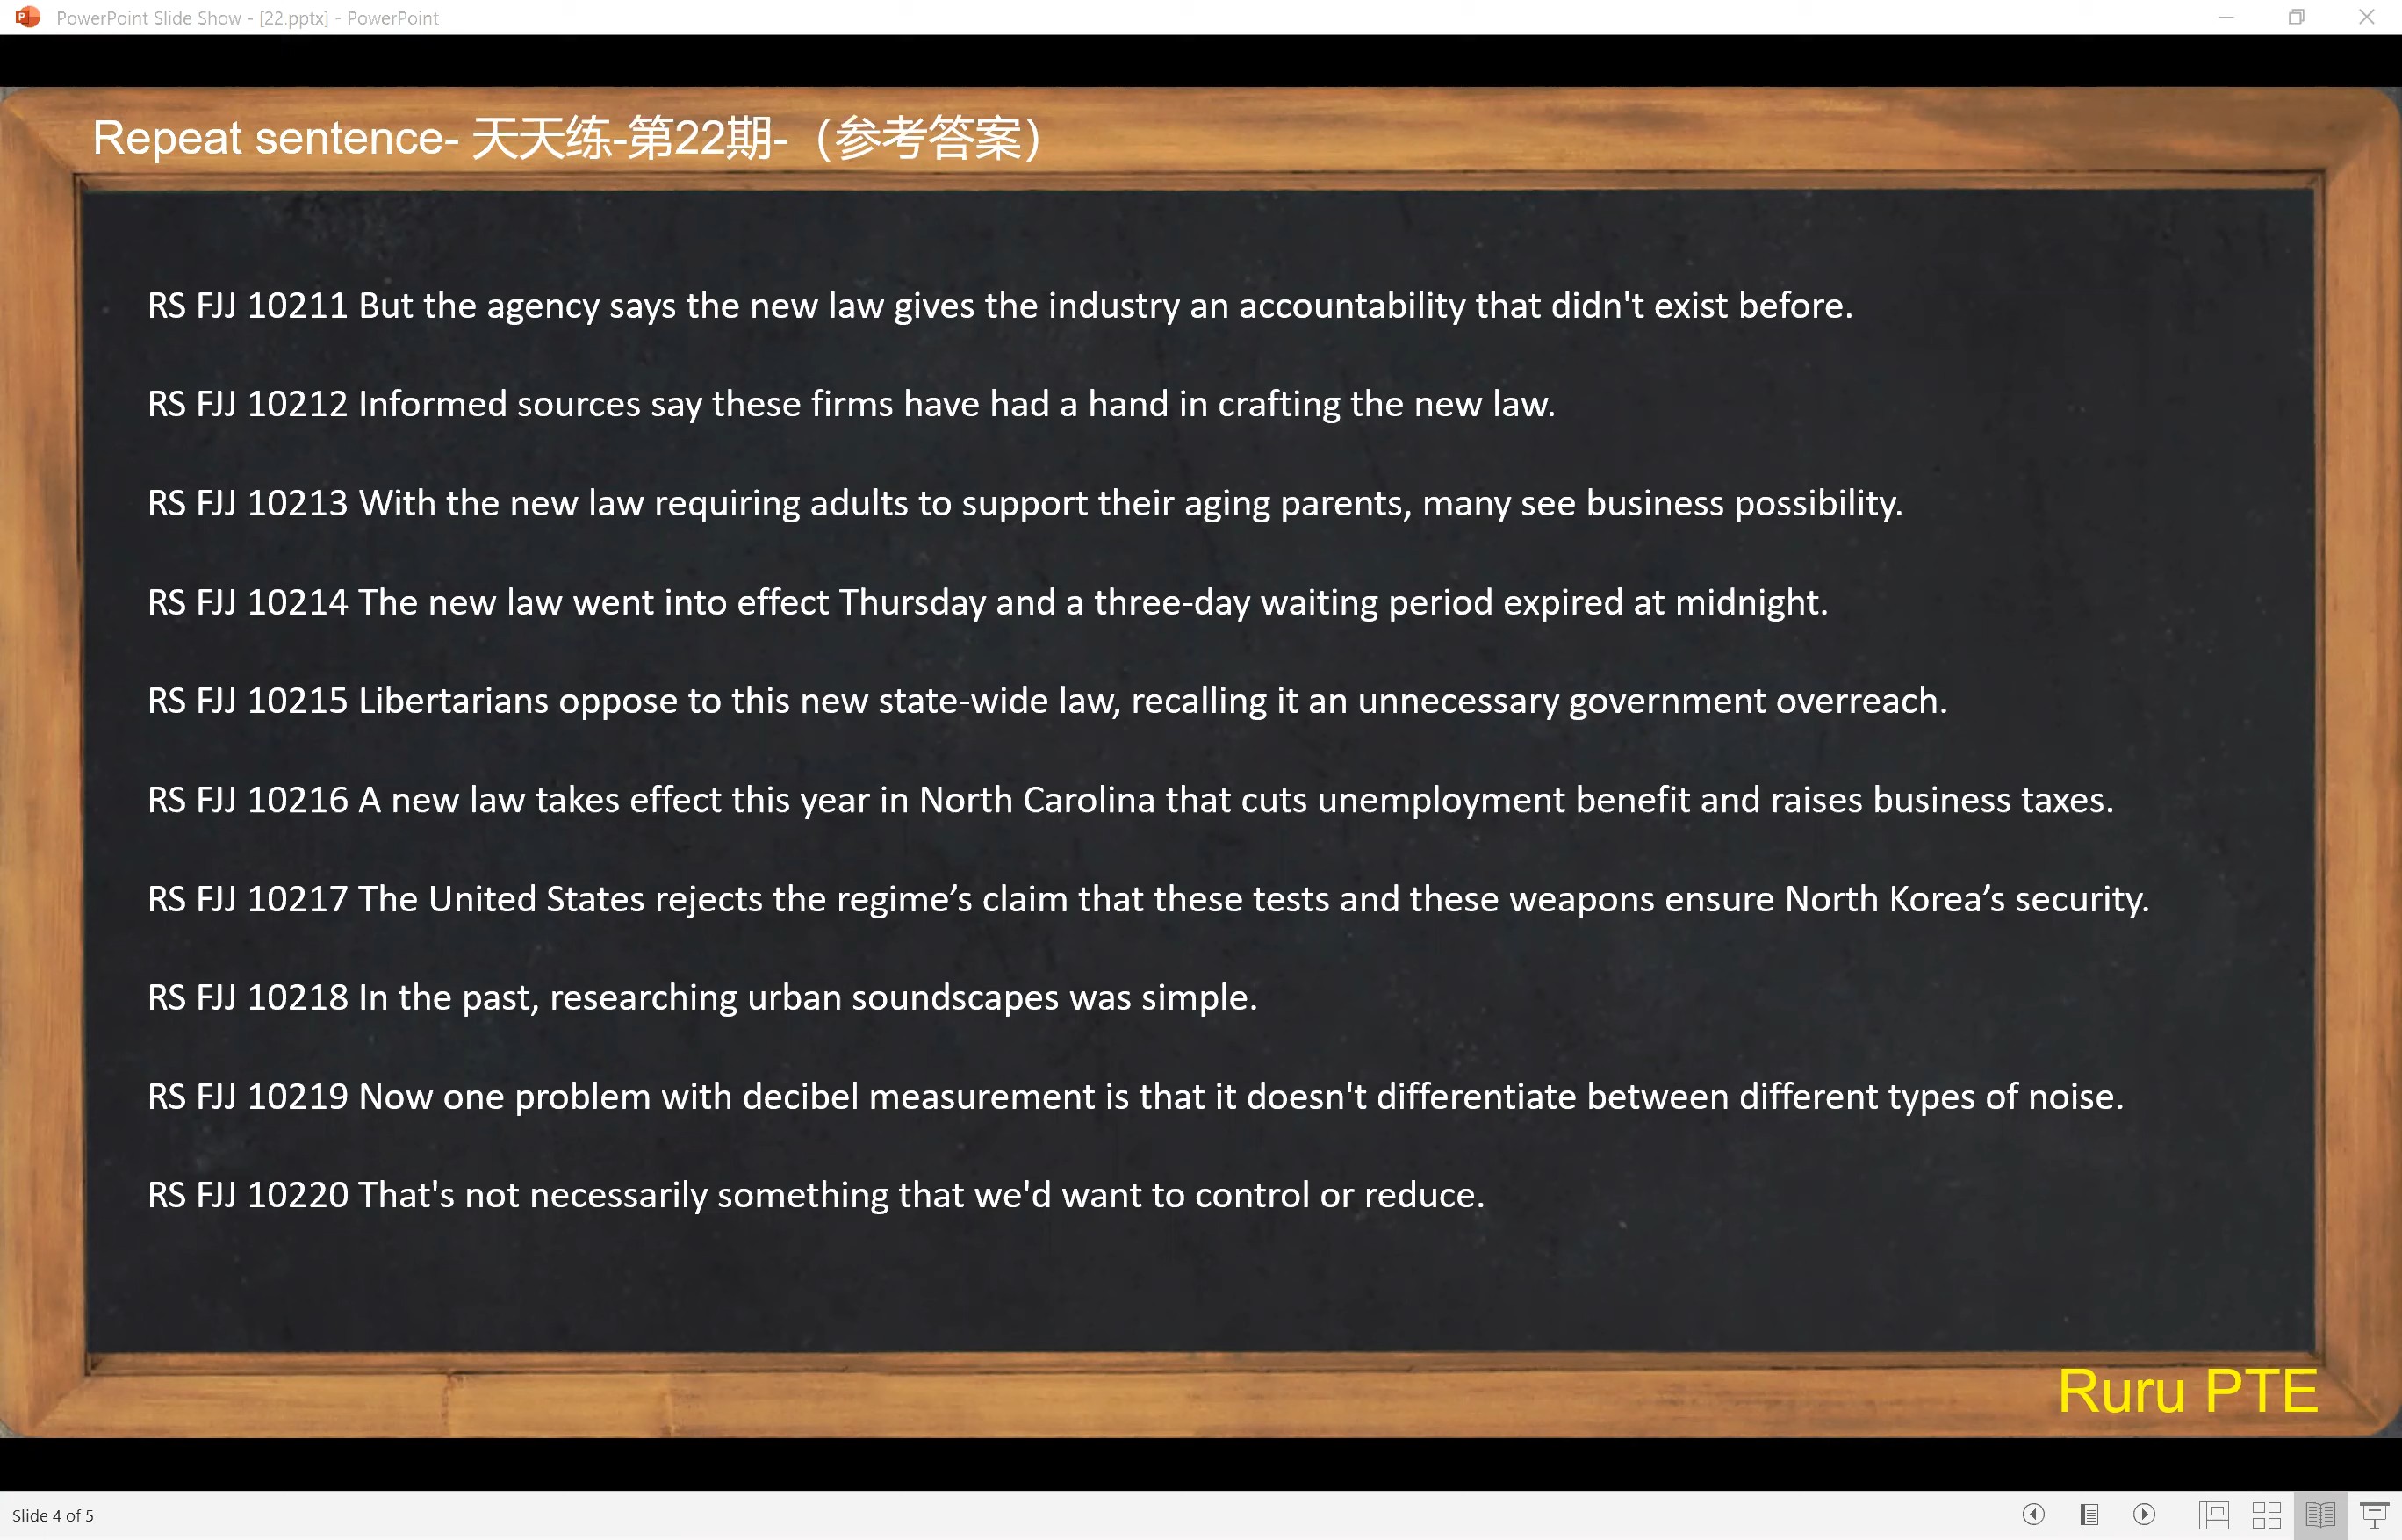 PowerPoint Slide Show - [22.pptx] - PowerPoint
Repeat sentence- 天天练-第22期-（参考答案）
RS FJJ 10211 But the agency says the new law gives the industry an accountability that didn't exist before.
RS FJJ 10212 Informed sources say these firms have had a hand in crafting the new law.
RS FJJ 10213 With the new law requiring adults to support their aging parents, many see business possibility.
RS FJJ 10214 The new law went into effect Thursday and a three-day waiting period expired at midnight.
RS FJJ 10215 Libertarians oppose to this new state-wide law, recalling it an unnecessary government overreach.
RS FJJ 10216 A new law takes effect this year in North Carolina that cuts unemployment benefit and raises business taxes.
RS FJJ 10217 The United States rejects the regime’s claim that these tests and these weapons ensure North Korea’s security.
RS FJJ 10218 In the past, researching urban soundscapes was simple.
RS FJJ 10219 Now one problem with decibel measurement is that it doesn't differentiate between different types of noise.
RS FJJ 10220 That's not necessarily something that we'd want to control or reduce.
Ruru PTE
Slide 4 of 5